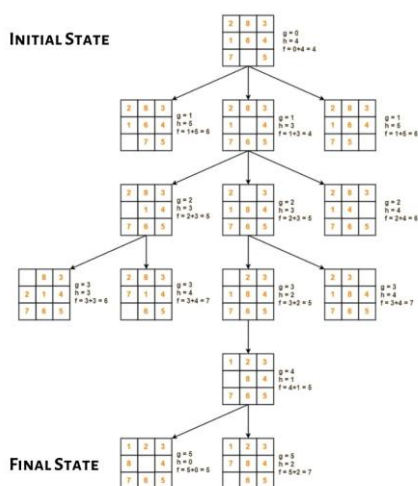 INITIAL STATE
2 8 3
1 6 4
7 5
g = 0
h = 4
f = 0+4 = 4
2 8 3
1 6 4
7 5
g = 1
h = 5
f = 1+5 = 6
2 8 3
1 4
7 6 5
g = 1
h = 3
f = 1+3 = 4
2 8 3
1 6 4
7 5
g = 1
h = 5
f = 1+5 = 6
2 8 3
1 4
7 6 5
g = 2
h = 3
f = 2+3 = 5
2 3
1 8 4
7 6 5
g = 2
h = 3
f = 2+3 = 5
2 8 3
1 4
7 6 5
g = 2
h = 4
f = 2+4 = 6
8 3
2 1 4
7 6 5
g = 3
h = 3
f = 3+3 = 6
2 8 3
7 1 4
6 5
g = 3
h = 4
f = 3+4 = 7
2 3
1 8 4
7 6 5
g = 3
h = 2
f = 3+2 = 5
2 3
1 8 4
7 6 5
g = 3
h = 4
f = 3+4 = 7
1 2 3
8 4
7 6 5
g = 4
h = 1
f = 4+1 = 5
FINAL STATE
1 2 3
8 4
7 6 5
g = 5
h = 0
f = 5+0 = 5
1 2 3
7 8 4
6 5
g = 5
h = 2
f = 5+2 = 7